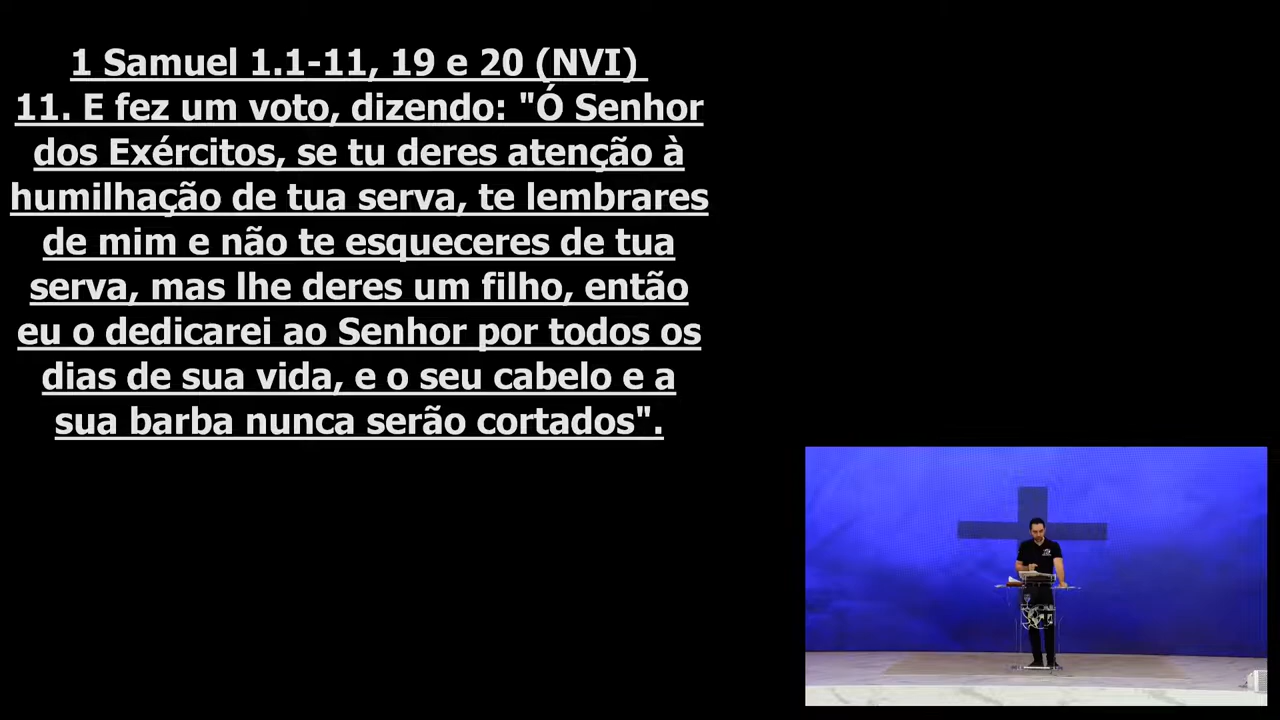 1 Samuel 1.1-11, 19 e 20 (NVI)
11. E fez um voto, dizendo: "Ó Senhor
dos Exércitos, se tu deres atenção à
humilhação de tua serva, te lembrares
de mim e não te esqueceres de tua
serva, mas lhe deres um filho, então
eu o dedicarei ao Senhor por todos os
dias de sua vida, e o seu cabelo e a
sua barba nunca serão cortados".